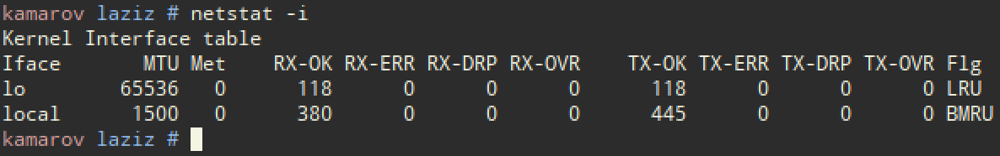 kamarov laziz # netstat -i
Kernel Interface table
Iface       MTU Met    RX-OK RX-ERR RX-DRP RX-OVR    TX-OK TX-ERR TX-DRP TX-OVR Flg
lo        65536   0      118      0      0      0      118      0      0      0 LRU
local      1500   0      380      0      0      0      445      0      0      0 BMRU
kamarov laziz #